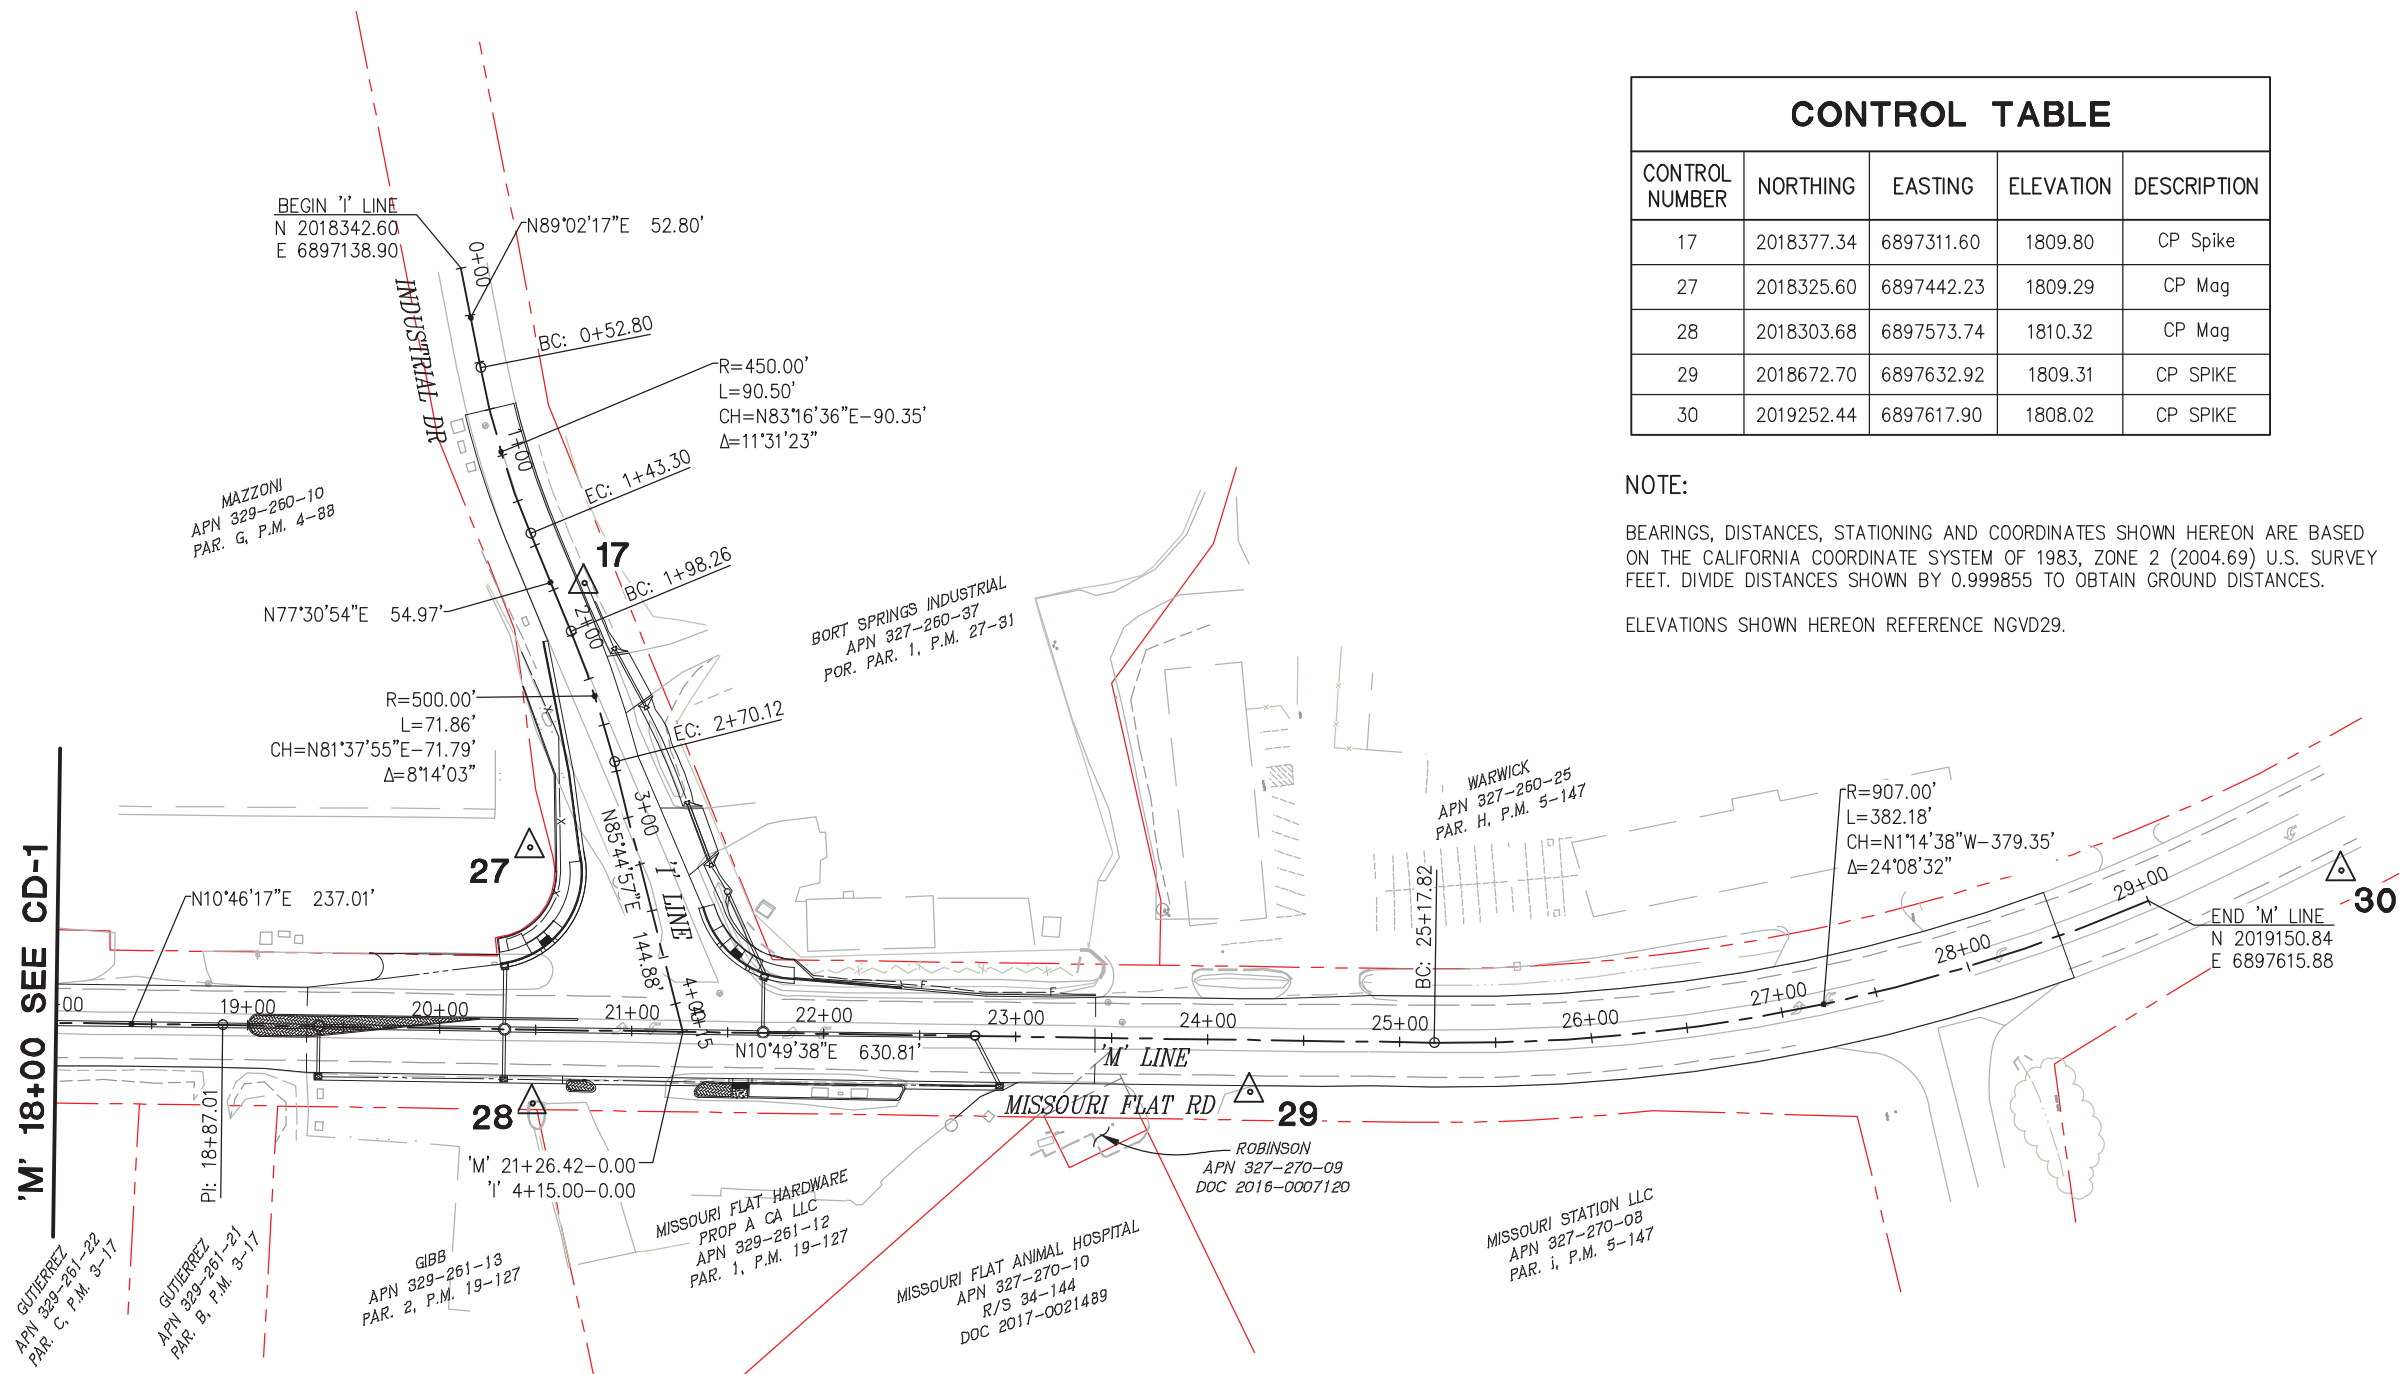 CONTROL TABLE
CONTROL NUMBER NORTHING EASTING ELEVATION DESCRIPTION
17 2018377.34 6897311.60 1809.80 CP Spike
27 2018325.60 6897442.23 1809.29 CP Mag
28 2018303.68 6897573.74 1810.32 CP Mag
29 2018672.70 6897632.92 1809.31 CP SPIKE
30 2019252.44 6897617.90 1808.02 CP SPIKE
NOTE:
BEARINGS, DISTANCES, STATIONING AND COORDINATES SHOWN HEREON ARE BASED
ON THE CALIFORNIA COORDINATE SYSTEM OF 1983, ZONE 2 (2004.69) U.S. SURVEY
FEET. DIVIDE DISTANCES SHOWN BY 0.999855 TO OBTAIN GROUND DISTANCES.
ELEVATIONS SHOWN HEREON REFERENCE NGVD29.
BEGIN 'I' LINE
N 2018342.60
E 6897138.90
N89°02'17"E 52.80'
0+00
INDUSTRIAL DR
BC: 0+52.80
R=450.00'
L=90.50'
CH=N83°16'36"E-90.35'
Δ=11°31'23"
1+00
EC: 1+43.30
MAZZONI
APN 329-260-10
PAR. G, P.M. 4-88
17
BC: 1+98.26
N77°30'54"E 54.97'
2+00
BORT SPRINGS INDUSTRIAL
APN 327-260-37
POR. PAR. 1, P.M. 27-31
R=500.00'
L=71.86'
CH=N81°37'55"E-71.79'
Δ=8°14'03"
EC: 2+70.12
3+00
N85°44'57"E 144.88'
'I' LINE
4+00
4+15
WARWICK
APN 327-260-25
PAR. H, P.M. 5-147
R=907.00'
L=382.18'
CH=N1°14'38"W-379.35'
Δ=24°08'32"
27
'M' 18+00 SEE CD-1
N10°46'17"E 237.01'
BC: 25+17.82
30
END 'M' LINE
N 2019150.84
E 6897615.88
+00
19+00
20+00
21+00
22+00
23+00
24+00
25+00
26+00
27+00
28+00
29+00
N10°49'38"E 630.81'
'M' LINE
MISSOURI FLAT RD
28
29
PI: 18+87.01
'M' 21+26.42-0.00
'I' 4+15.00-0.00
ROBINSON
APN 327-270-09
DOC 2016-0007120
GUTIERREZ
APN 329-261-22
PAR. C, P.M. 3-17
GUTIERREZ
APN 329-261-21
PAR. B, P.M. 3-17
GIBB
APN 329-261-13
PAR. 2, P.M. 19-127
MISSOURI FLAT HARDWARE
PROP A CA LLC
APN 329-261-12
PAR. 1, P.M. 19-127
MISSOURI FLAT ANIMAL HOSPITAL
APN 327-270-10
R/S 34-144
DOC 2017-0021489
MISSOURI STATION LLC
APN 327-270-08
PAR. i, P.M. 5-147